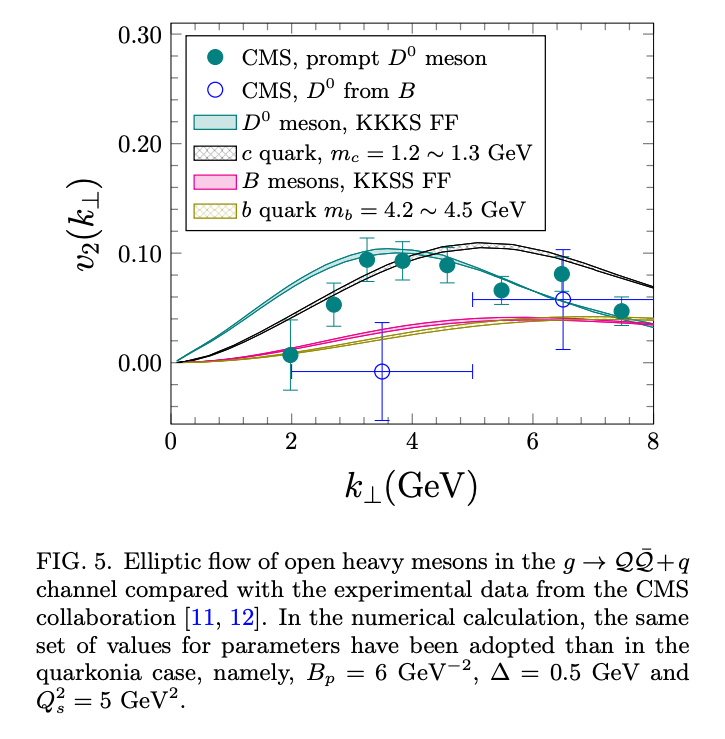 0.30
CMS, prompt D⁰ meson
CMS, D⁰ from B
0.20
D⁰ meson, KKKS FF
c quark, m_c = 1.2 ∼ 1.3 GeV
B mesons, KKSS FF
b quark m_b = 4.2 ∼ 4.5 GeV
v₂(k⊥)
0.10
0.00
0 2 4 6 8
k⊥(GeV)
FIG. 5. Elliptic flow of open heavy mesons in the g → 𝒬𝒬̄+q
channel compared with the experimental data from the CMS
collaboration [11, 12]. In the numerical calculation, the same
set of values for parameters have been adopted than in the
quarkonia case, namely, B_p = 6 GeV⁻², Δ = 0.5 GeV and
Q_s² = 5 GeV².